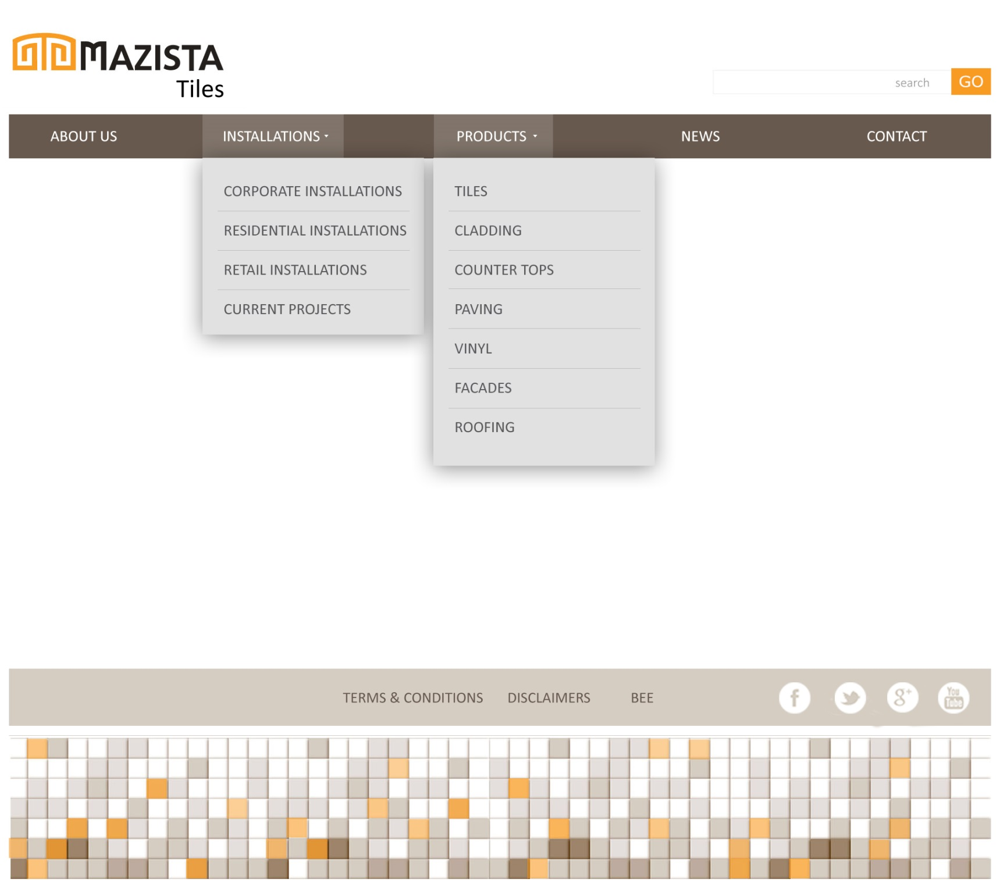 MAZISTA
Tiles
search
GO
ABOUT US
INSTALLATIONS
PRODUCTS
NEWS
CONTACT
CORPORATE INSTALLATIONS
RESIDENTIAL INSTALLATIONS
RETAIL INSTALLATIONS
CURRENT PROJECTS
TILES
CLADDING
COUNTER TOPS
PAVING
VINYL
FACADES
ROOFING
TERMS & CONDITIONS
DISCLAIMERS
BEE
f
g+
You
Tube